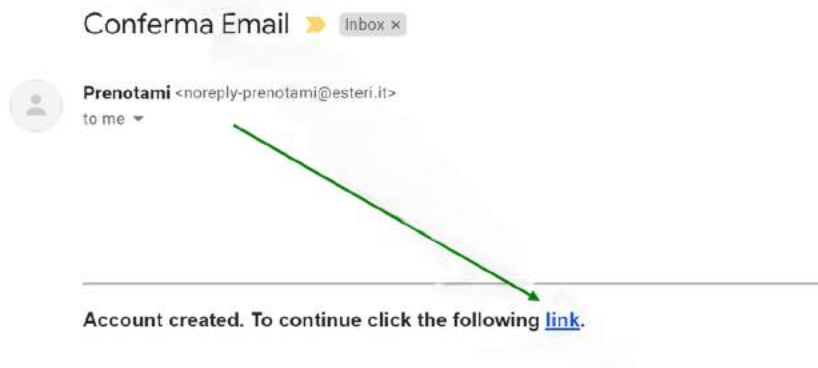 Conferma Email Inbox ×
Prenotami <noreply-prenotami@esteri.it>
to me
Account created. To continue click the following link.